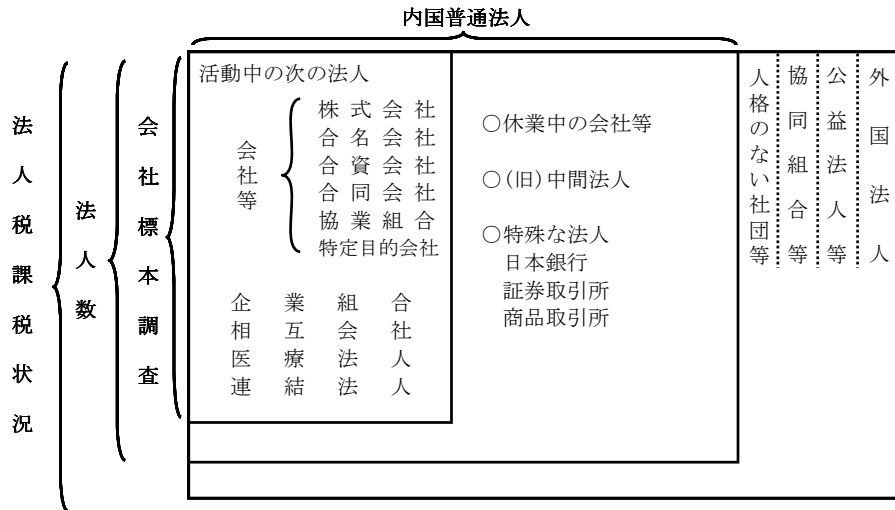 内国普通法人
法人税課税状況
法人数
会社標本調査
活動中の次の法人
会社等
株式会社
合名会社
合資会社
合同会社
協業組合
特定目的会社
企業組合
相互会社
医療法人
連結法人
○休業中の会社等
○(旧)中間法人
○特殊な法人
日本銀行
証券取引所
商品取引所
人格のない社団等
協同組合等
公益法人等
外国法人